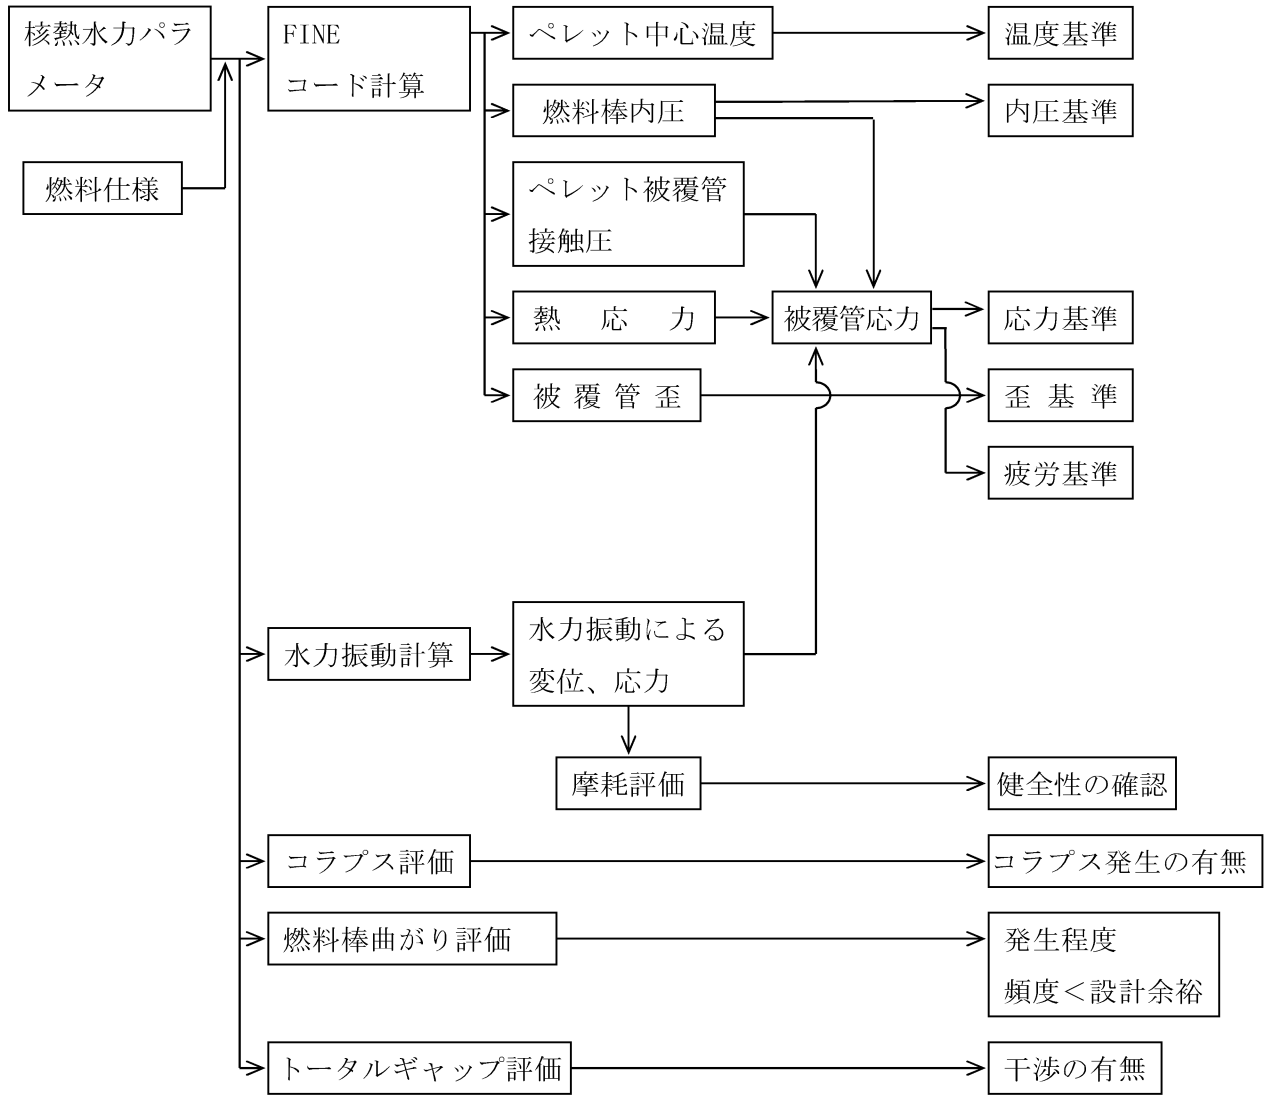 核熱水力パラ
メータ
燃料仕様
FINE
コード計算
ペレット中心温度
温度基準
燃料棒内圧
内圧基準
ペレット被覆管
接触圧
熱 応 力
被覆管応力
応力基準
被 覆 管 歪
歪 基 準
疲労基準
水力振動計算
水力振動による
変位、応力
摩耗評価
健全性の確認
コラプス評価
コラプス発生の有無
燃料棒曲がり評価
発生程度
頻度＜設計余裕
トータルギャップ評価
干渉の有無